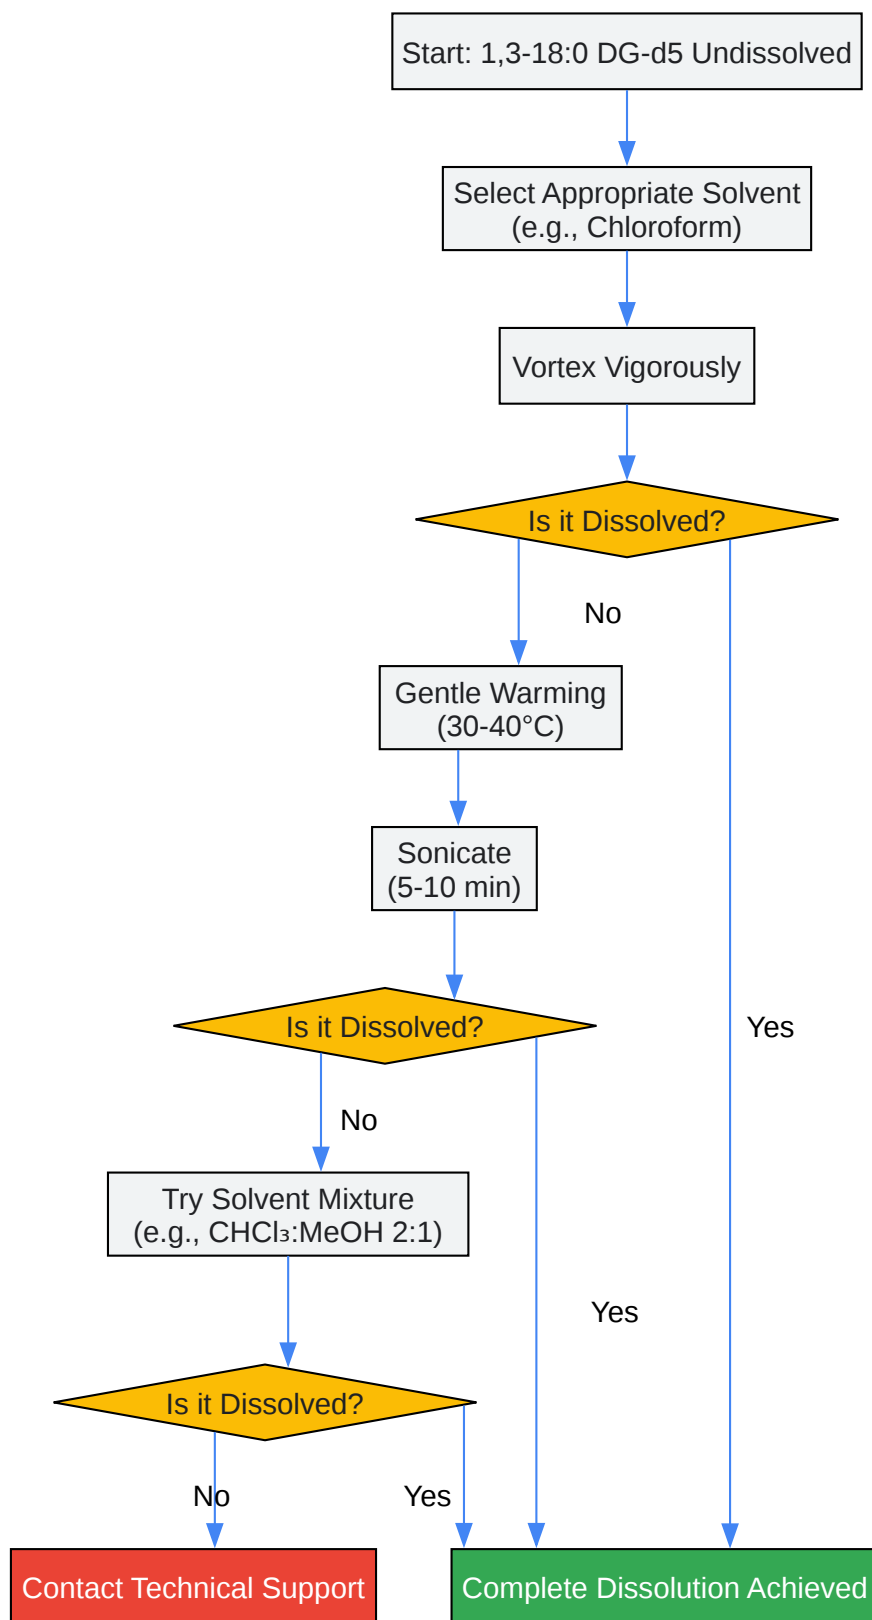 Start: 1,3-18:0 DG-d5 Undissolved
Select Appropriate Solvent
(e.g., Chloroform)
Vortex Vigorously
Is it Dissolved?
No
Gentle Warming
(30-40°C)
Sonicate
(5-10 min)
Is it Dissolved?
Yes
No
Try Solvent Mixture
(e.g., CHCl₃:MeOH 2:1)
Yes
Is it Dissolved?
No
Yes
Contact Technical Support
Complete Dissolution Achieved